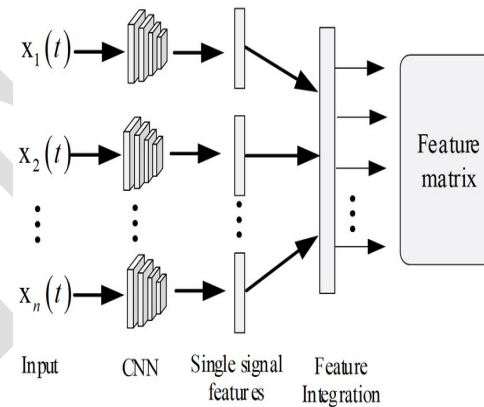 x₁(t)
x₂(t)
xₙ(t)
Feature
matrix
Input
CNN
Single signal
features
Feature
Integration